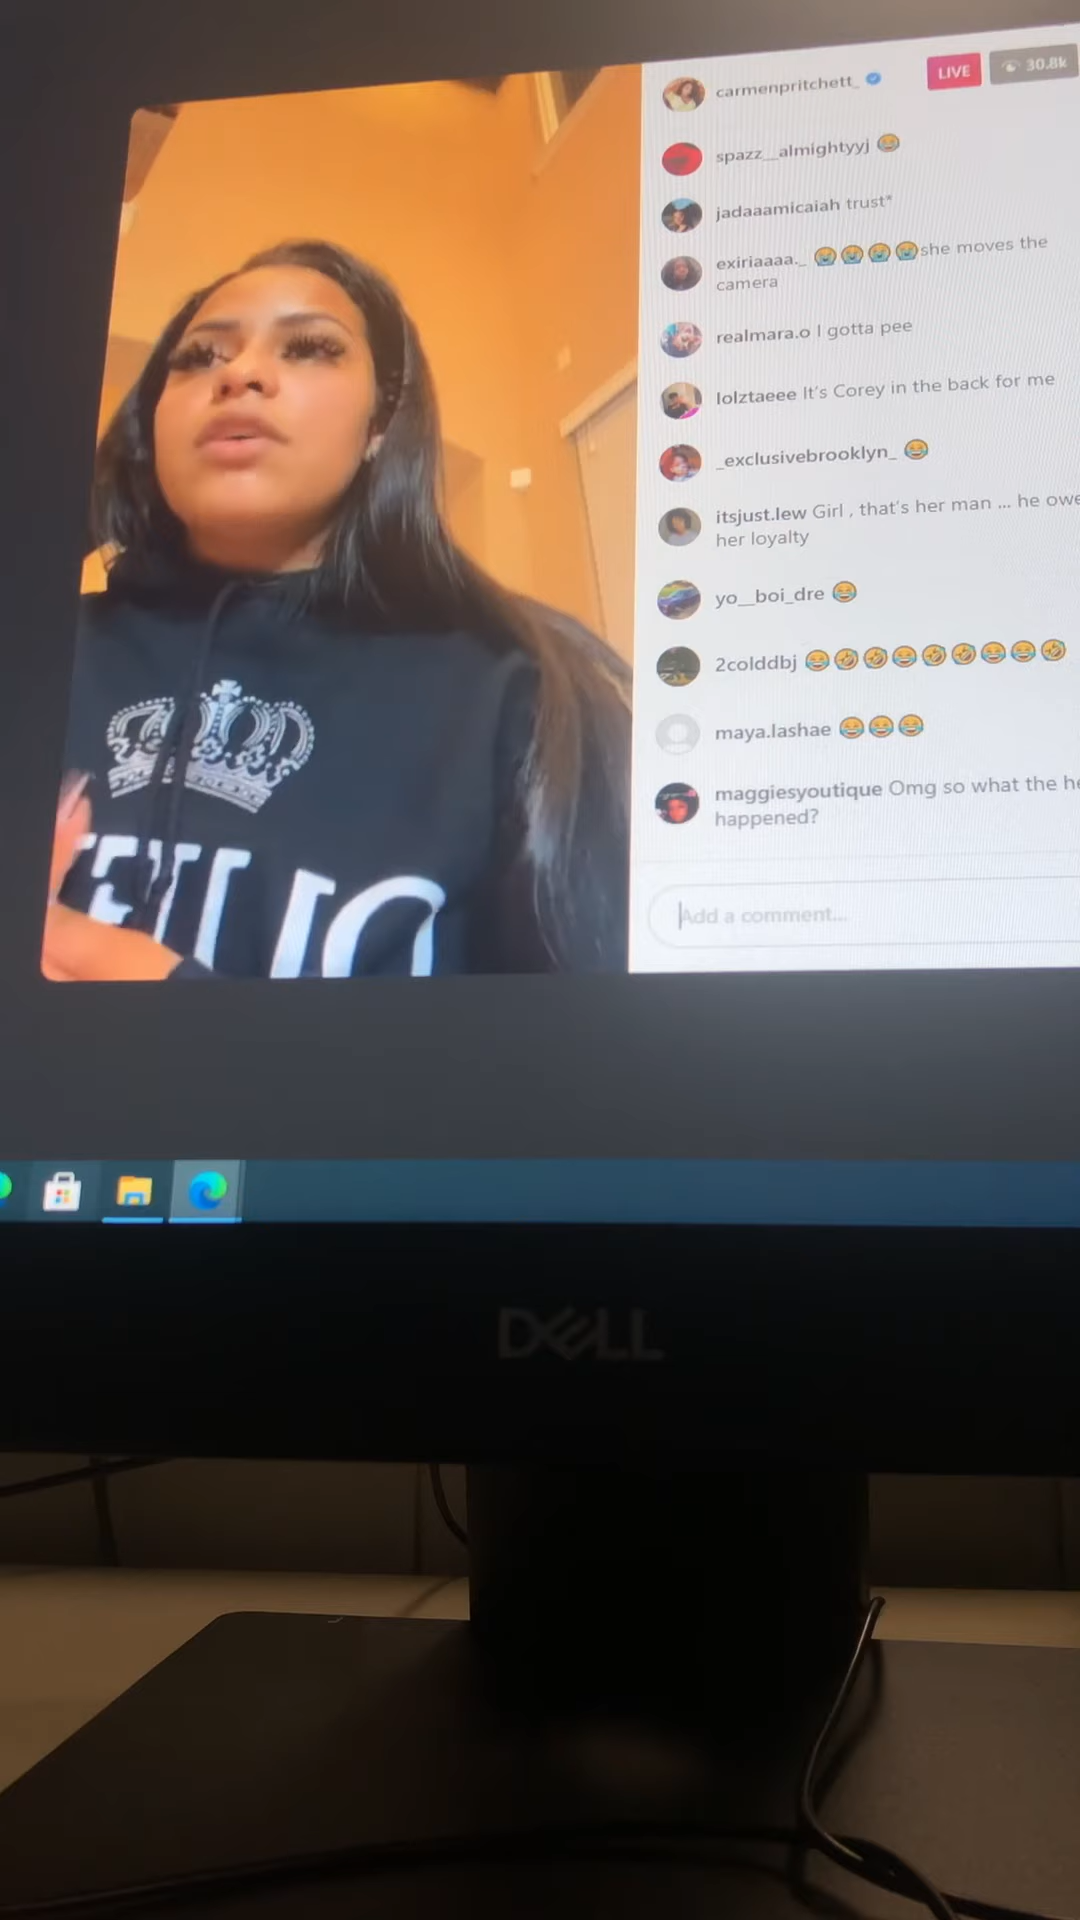 carmenpritchett_
LIVE
30.8k
spazz__almightyyj 😂
jadaaamicaiah trust*
exiriaaaa._ 😭😭😭😭she moves the
camera
realmara.o I gotta pee
lolztaeee It's Corey in the back for me
_exclusivebrooklyn_ 😂
itsjust.lew Girl , that's her man ... he owe
her loyalty
yo__boi_dre 😂
2colddbj 😂🤣🤣😂🤣🤣😂😂🤣
maya.lashae 😂😂😂
maggiesyoutique Omg so what the he
happened?
Add a comment...
DELL